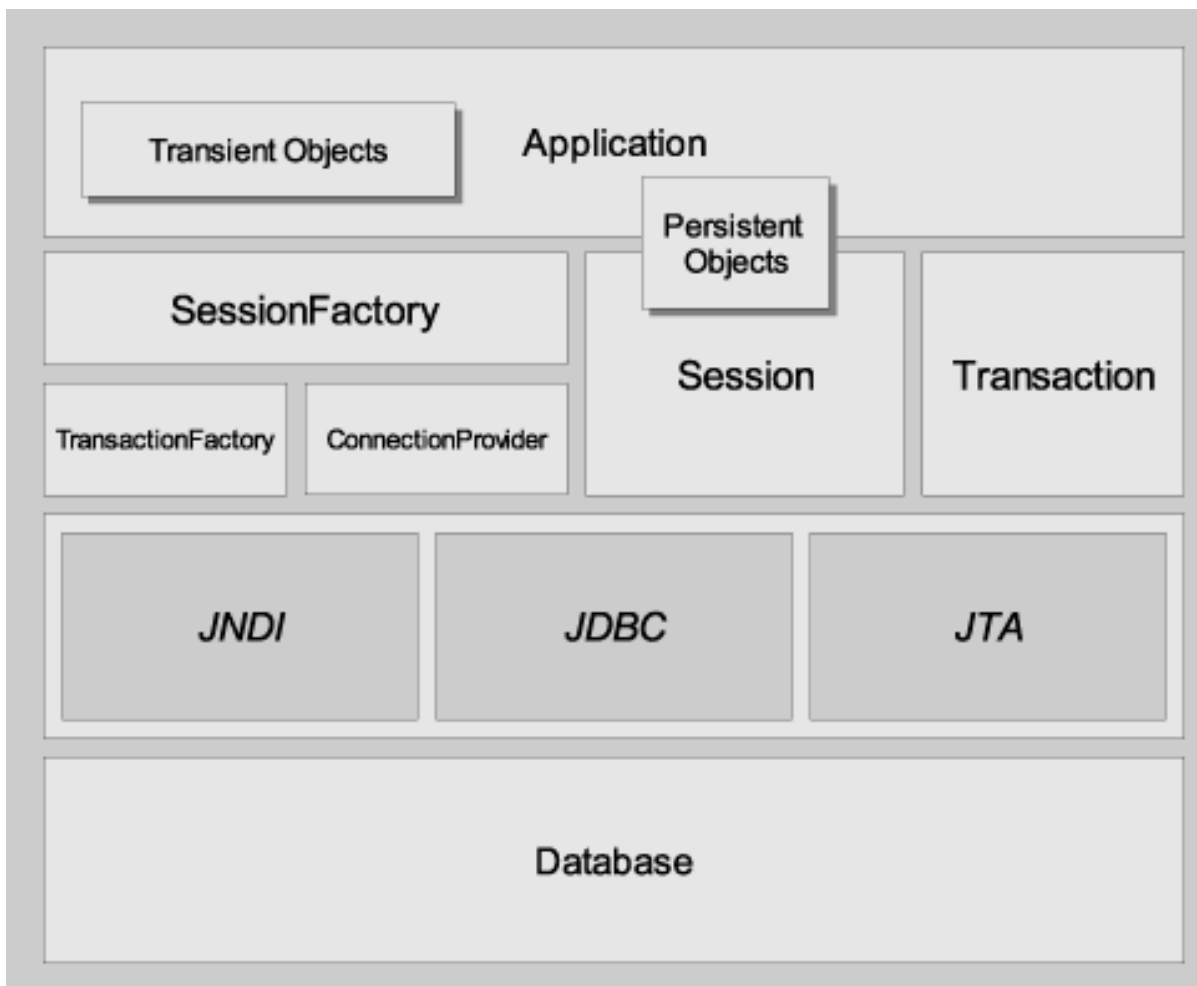 Transient Objects
Application
Persistent
Objects
SessionFactory
Session
Transaction
TransactionFactory
ConnectionProvider
JNDI
JDBC
JTA
Database